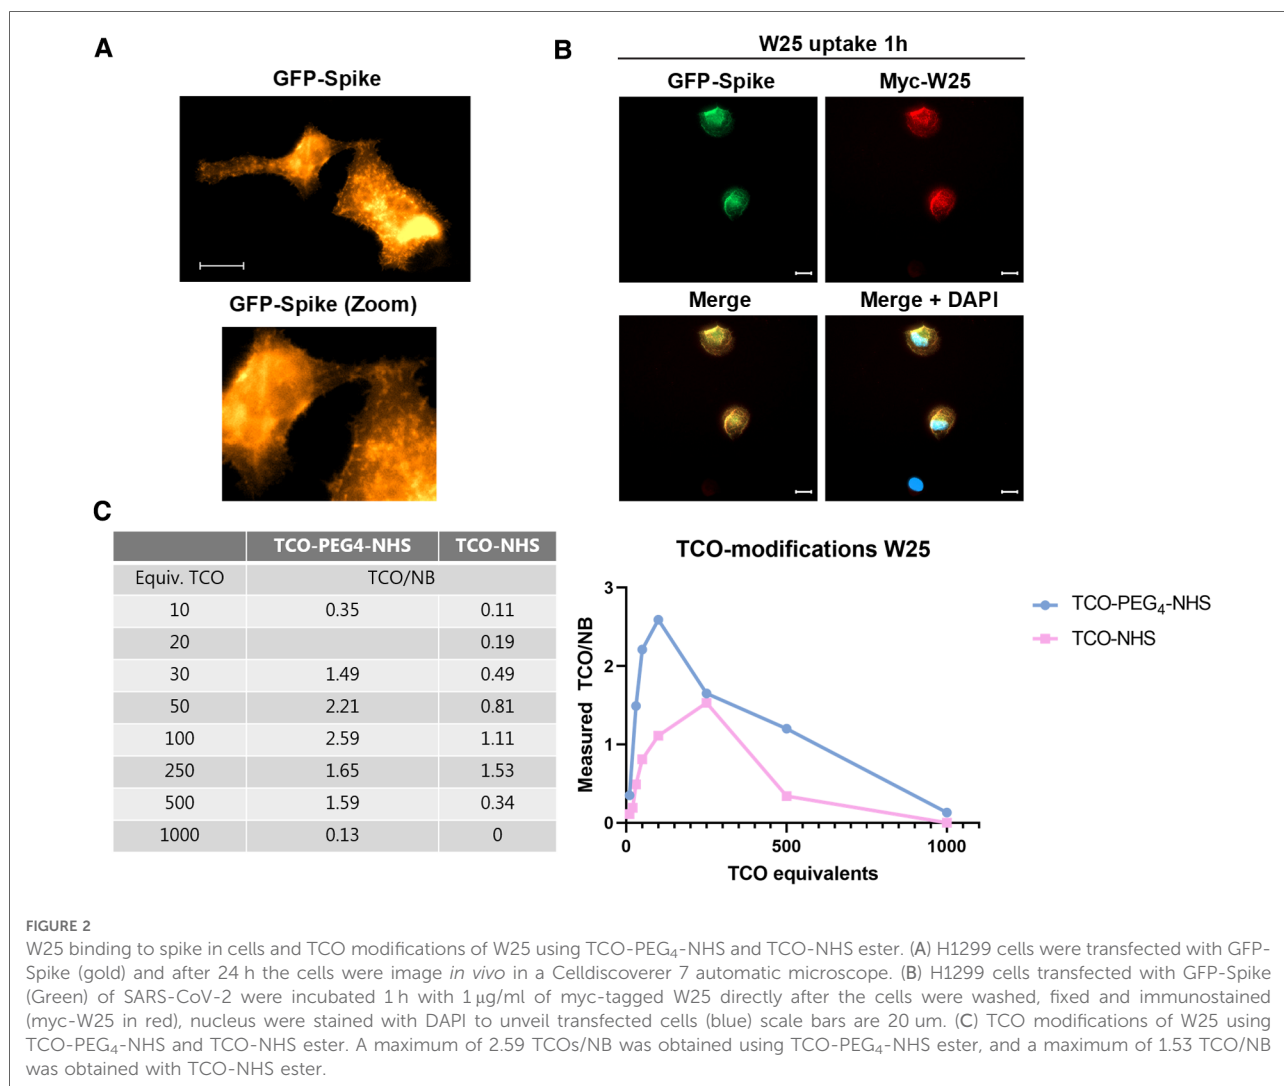 A
GFP-Spike
GFP-Spike (Zoom)
B
W25 uptake 1h
GFP-Spike Myc-W25
Merge Merge + DAPI
C
TCO-PEG4-NHS TCO-NHS
Equiv. TCO TCO/NB
10 0.35 0.11
20 0.19
30 1.49 0.49
50 2.21 0.81
100 2.59 1.11
250 1.65 1.53
500 1.59 0.34
1000 0.13 0
TCO-modifications W25
Measured TCO/NB
3
2
1
0
0 500 1000
TCO equivalents
TCO-PEG₄-NHS
TCO-NHS
FIGURE 2
W25 binding to spike in cells and TCO modifications of W25 using TCO-PEG₄-NHS and TCO-NHS ester. (A) H1299 cells were transfected with GFP-
Spike (gold) and after 24 h the cells were image in vivo in a Celldiscoverer 7 automatic microscope. (B) H1299 cells transfected with GFP-Spike
(Green) of SARS-CoV-2 were incubated 1 h with 1 µg/ml of myc-tagged W25 directly after the cells were washed, fixed and immunostained
(myc-W25 in red), nucleus were stained with DAPI to unveil transfected cells (blue) scale bars are 20 um. (C) TCO modifications of W25 using
TCO-PEG₄-NHS and TCO-NHS ester. A maximum of 2.59 TCOs/NB was obtained using TCO-PEG₄-NHS ester, and a maximum of 1.53 TCO/NB
was obtained with TCO-NHS ester.